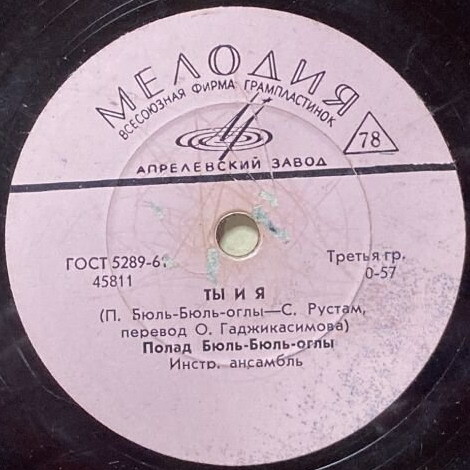 МЕЛОДИЯ
ВСЕСОЮЗНАЯ ФИРМА ГРАМПЛАСТИНОК
78
АПРЕЛЕВСКИЙ ЗАВОД
ГОСТ 5289-61
Третья гр.
45811
0-57
ТЫ И Я
(П. Бюль-Бюль-оглы—С. Рустам,
перевод О. Гаджикасимова)
Полад Бюль-Бюль-оглы
Инстр. ансамбль